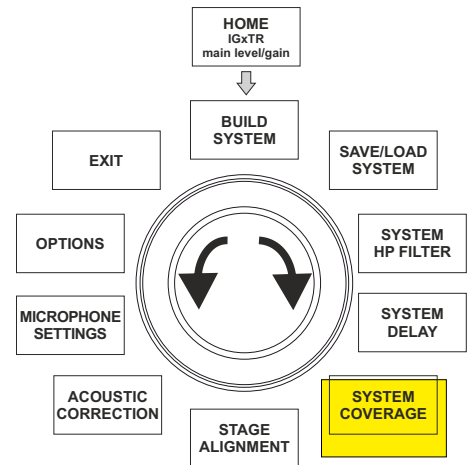 HOME
IGxTR
main level/gain
BUILD
SYSTEM
EXIT
SAVE/LOAD
SYSTEM
OPTIONS
SYSTEM
HP FILTER
MICROPHONE
SETTINGS
SYSTEM
DELAY
ACOUSTIC
CORRECTION
SYSTEM
COVERAGE
STAGE
ALIGNMENT